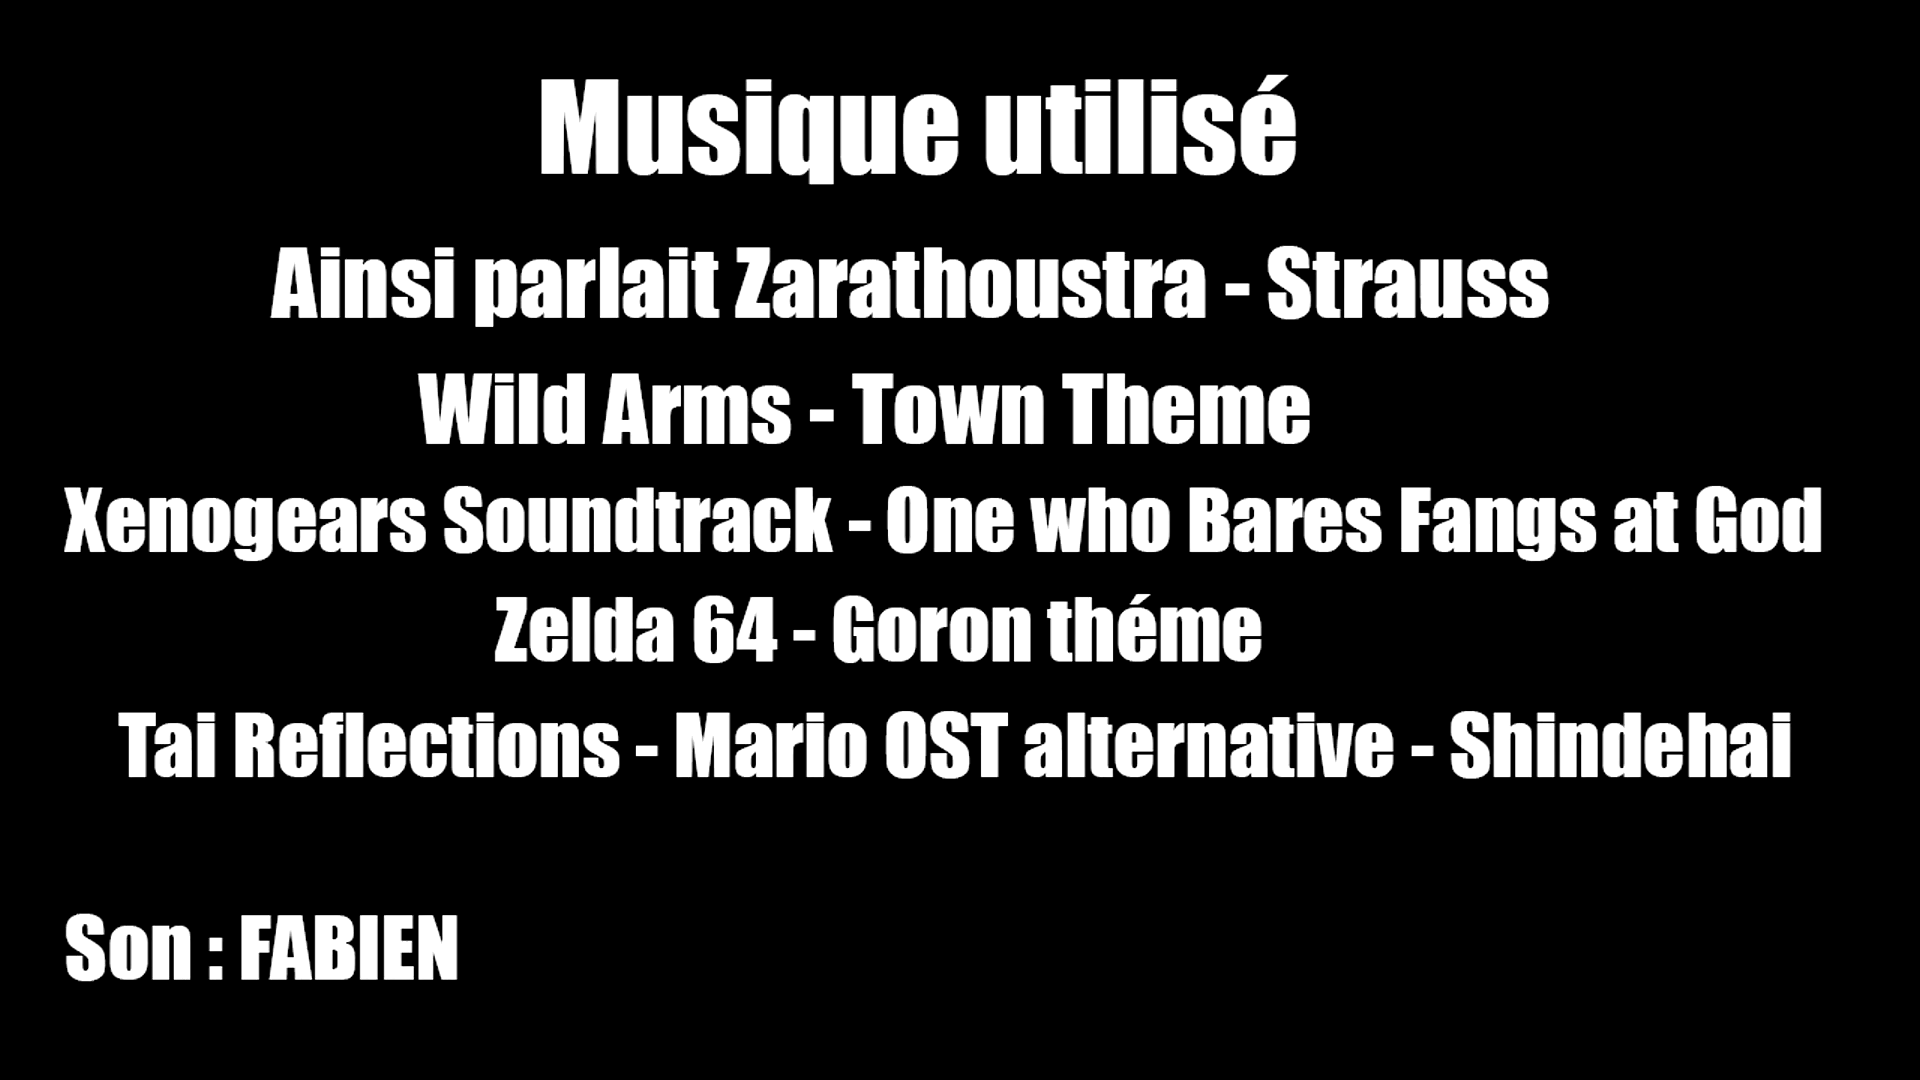 Musique utilisé
Ainsi parlait Zarathoustra - Strauss
Wild Arms - Town Theme
Xenogears Soundtrack - One who Bares Fangs at God
Zelda 64 - Goron théme
Tai Reflections - Mario OST alternative - Shindehai
Son : FABIEN